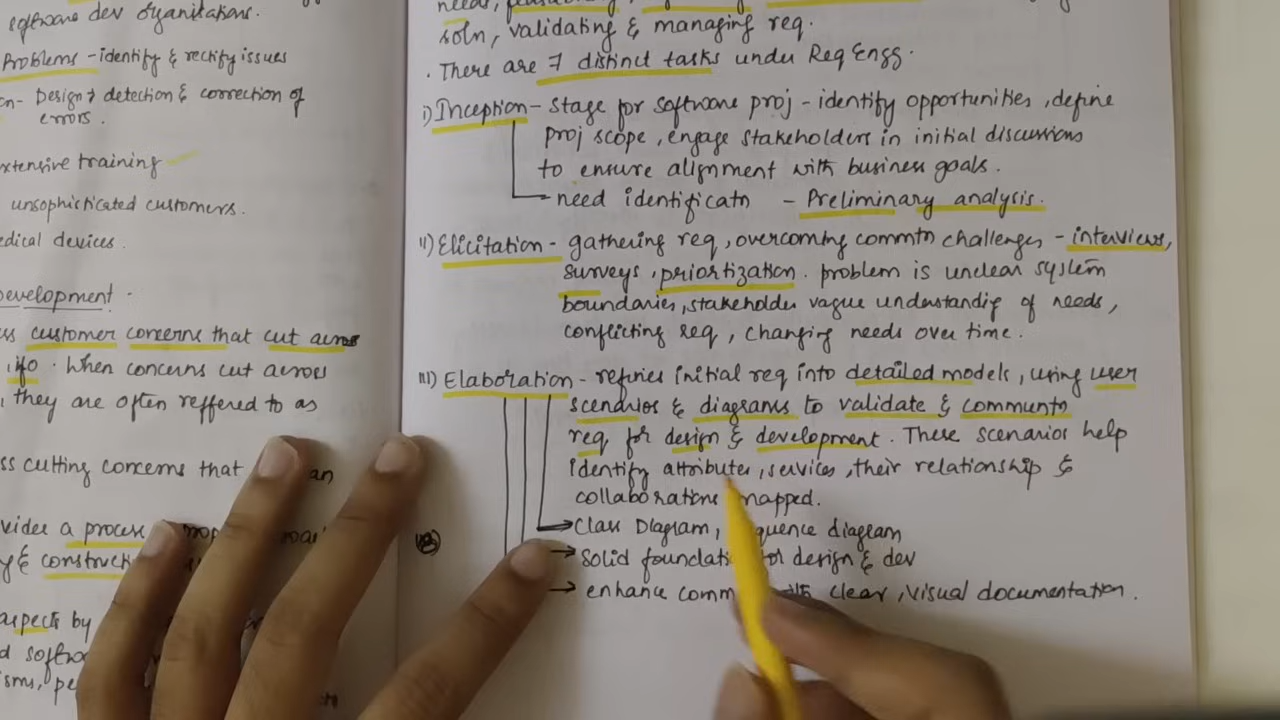 software dev organitations.
Problems - identify & rectify issues
Design → detection & correction of
errors.
extensive training
unsophisticated customers.
medical devices.
Development -
customer concerns that cut across
info. When concerns cut across
they are often reffered to as
cutting concerns that an
a process
& construct
aspects by
needs,
soln, validating & managing req.
. There are 7 distinct tasks under Req Engg.
i) Inception - stage for software proj - identify opportunities, define
proj scope, engage stakeholders in initial discussions
to ensure alignment with business goals.
need identificatn - Preliminary analysis.
ii) Elicitation - gathering req, overcoming commtn challenges - interviews,
surveys, priortization. problem is unclear system
boundaries, stakeholder vague understandig of needs,
conflicting req, changing needs over time.
iii) Elaboration - refines initial req into detailed models, using user
scenarios & diagrams to validate & communtn
req for design & development. These scenarios help
identify attributes, services, their relationship &
collaborations mapped.
→ Class Diagram, sequence diagram
→ solid foundation for design & dev
→ enhance comm clear, visual documentation.